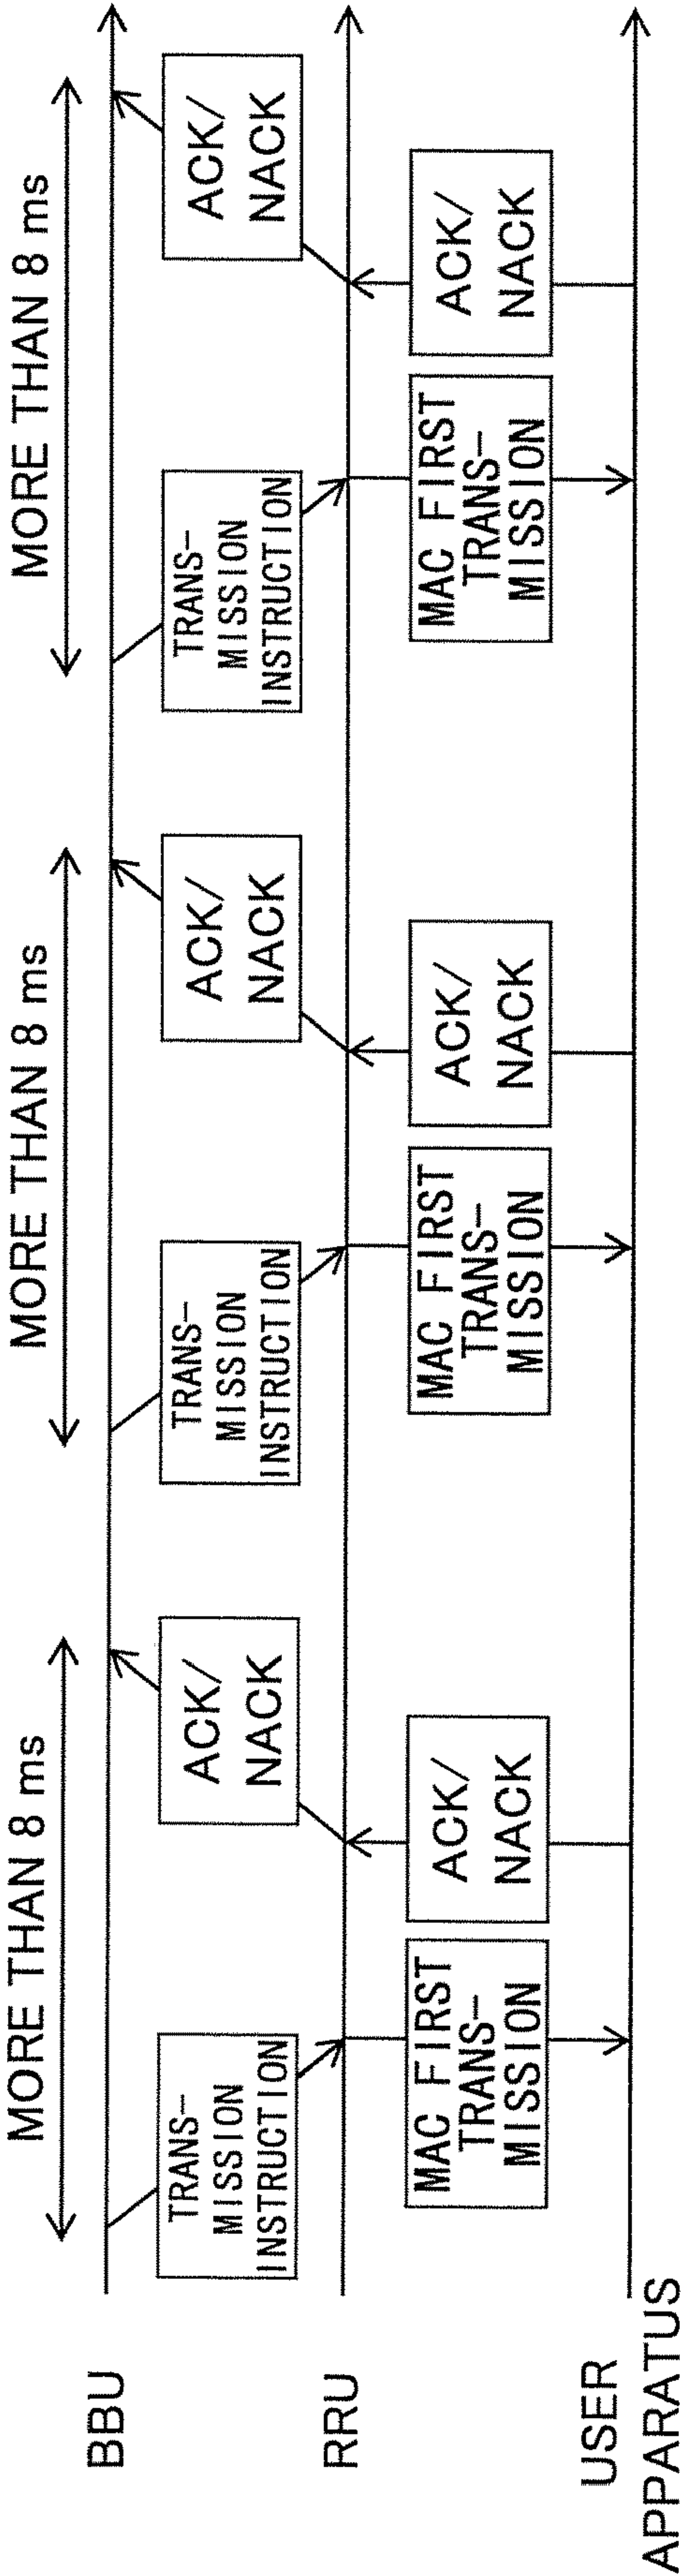 MORE THAN 8 ms
MORE THAN 8 ms
MORE THAN 8 ms
BBU
TRANS-
MISSION
INSTRUCTION
ACK/
NACK
TRANS-
MISSION
INSTRUCTION
ACK/
NACK
TRANS-
MISSION
INSTRUCTION
ACK/
NACK
RRU
MAC FIRST
TRANS-
MISSION
ACK/
NACK
MAC FIRST
TRANS-
MISSION
ACK/
NACK
MAC FIRST
TRANS-
MISSION
ACK/
NACK
USER
APPARATUS